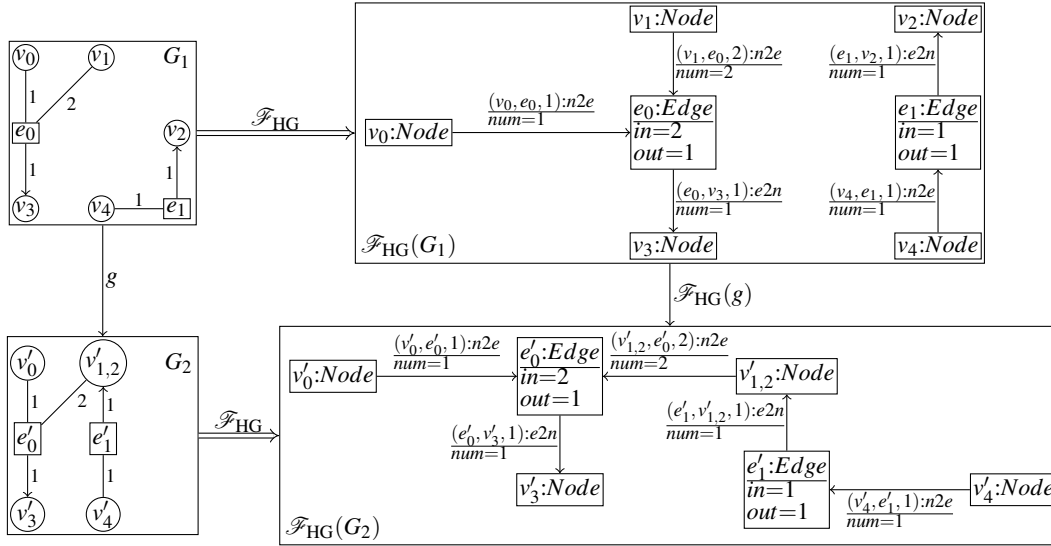 v₀ v₁ G₁
1 2
e₀
v₂
1 1
1
v₃ v₄ e₁
ℱ_HG
v₁:Node v₂:Node
(v₁, e₀, 2):n2e
num=2
(e₁, v₂, 1):e2n
num=1
(v₀, e₀, 1):n2e
num=1
v₀:Node
e₀:Edge
in=2
out=1
e₁:Edge
in=1
out=1
(e₀, v₃, 1):e2n
num=1
(v₄, e₁, 1):n2e
num=1
ℱ_HG(G₁)
v₃:Node v₄:Node
g
ℱ_HG(g)
v′₀ v′₁,₂ G₂
1 2 1
e′₀ e′₁
1 1
v′₃ v′₄
ℱ_HG
v′₀:Node
(v′₀, e′₀, 1):n2e
num=1
e′₀:Edge
in=2
out=1
(v′₁,₂, e′₀, 2):n2e
num=2
v′₁,₂:Node
(e′₀, v′₃, 1):e2n
num=1
(e′₁, v′₁,₂, 1):e2n
num=1
v′₃:Node
e′₁:Edge
in=1
out=1
(v′₄, e′₁, 1):n2e
num=1
v′₄:Node
ℱ_HG(G₂)